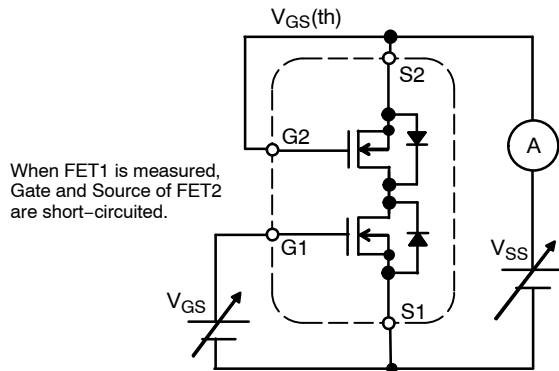 VGS(th)
S2
G2
A
When FET1 is measured,
Gate and Source of FET2
are short−circuited.
G1
VSS
VGS
S1